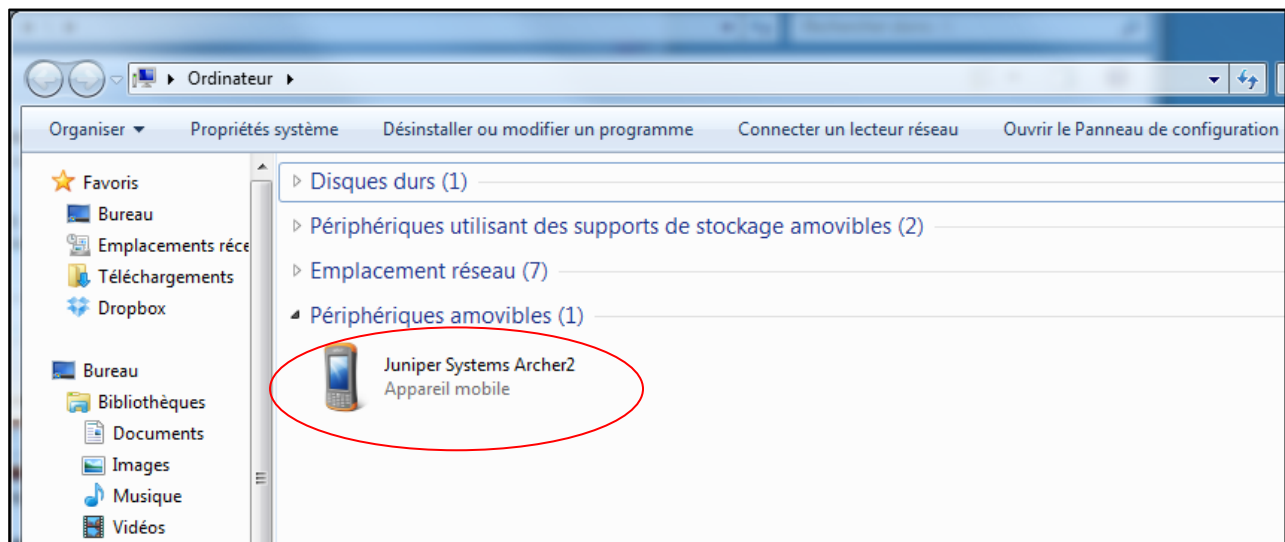 Ordinateur
Organiser
Propriétés système
Désinstaller ou modifier un programme
Connecter un lecteur réseau
Ouvrir le Panneau de configuration
Favoris
Bureau
Emplacements réce
Téléchargements
Dropbox
Bureau
Bibliothèques
Documents
Images
Musique
Vidéos
Disques durs (1)
Périphériques utilisant des supports de stockage amovibles (2)
Emplacement réseau (7)
Périphériques amovibles (1)
Juniper Systems Archer2
Appareil mobile